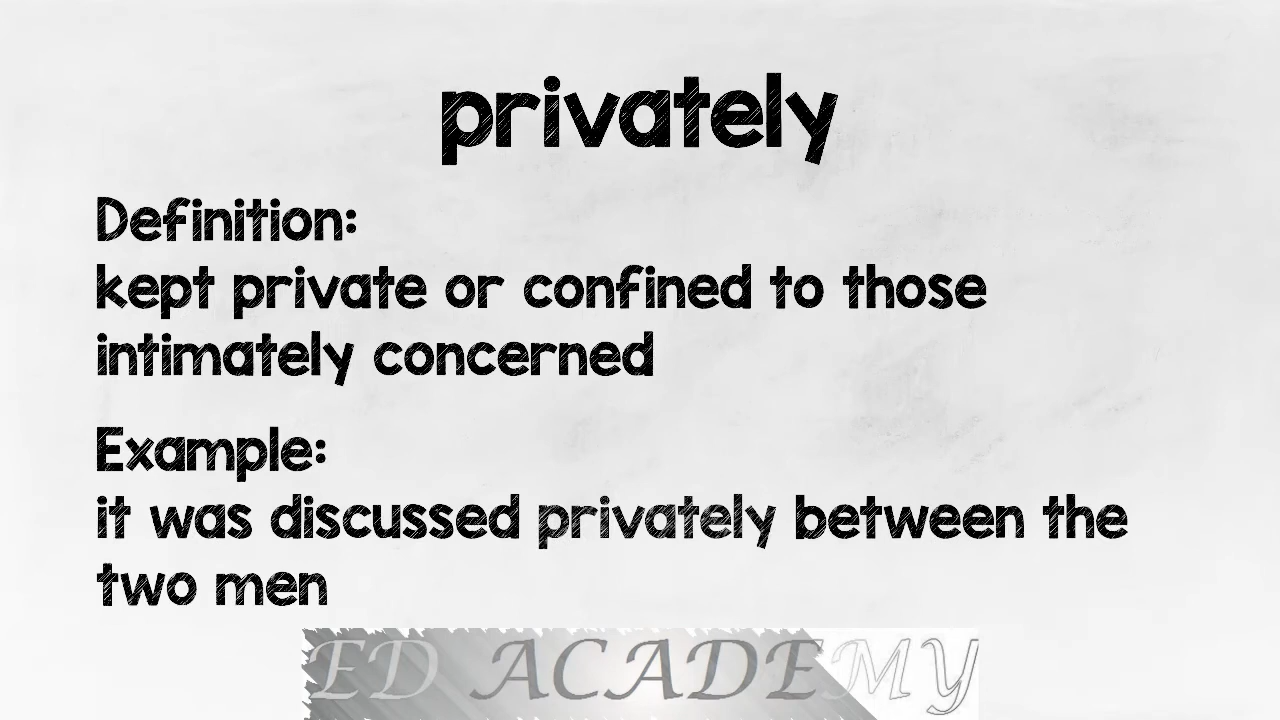 privately
Definition:
kept private or confined to those
intimately concerned
Example:
it was discussed privately between the
two men
ED ACADEMY